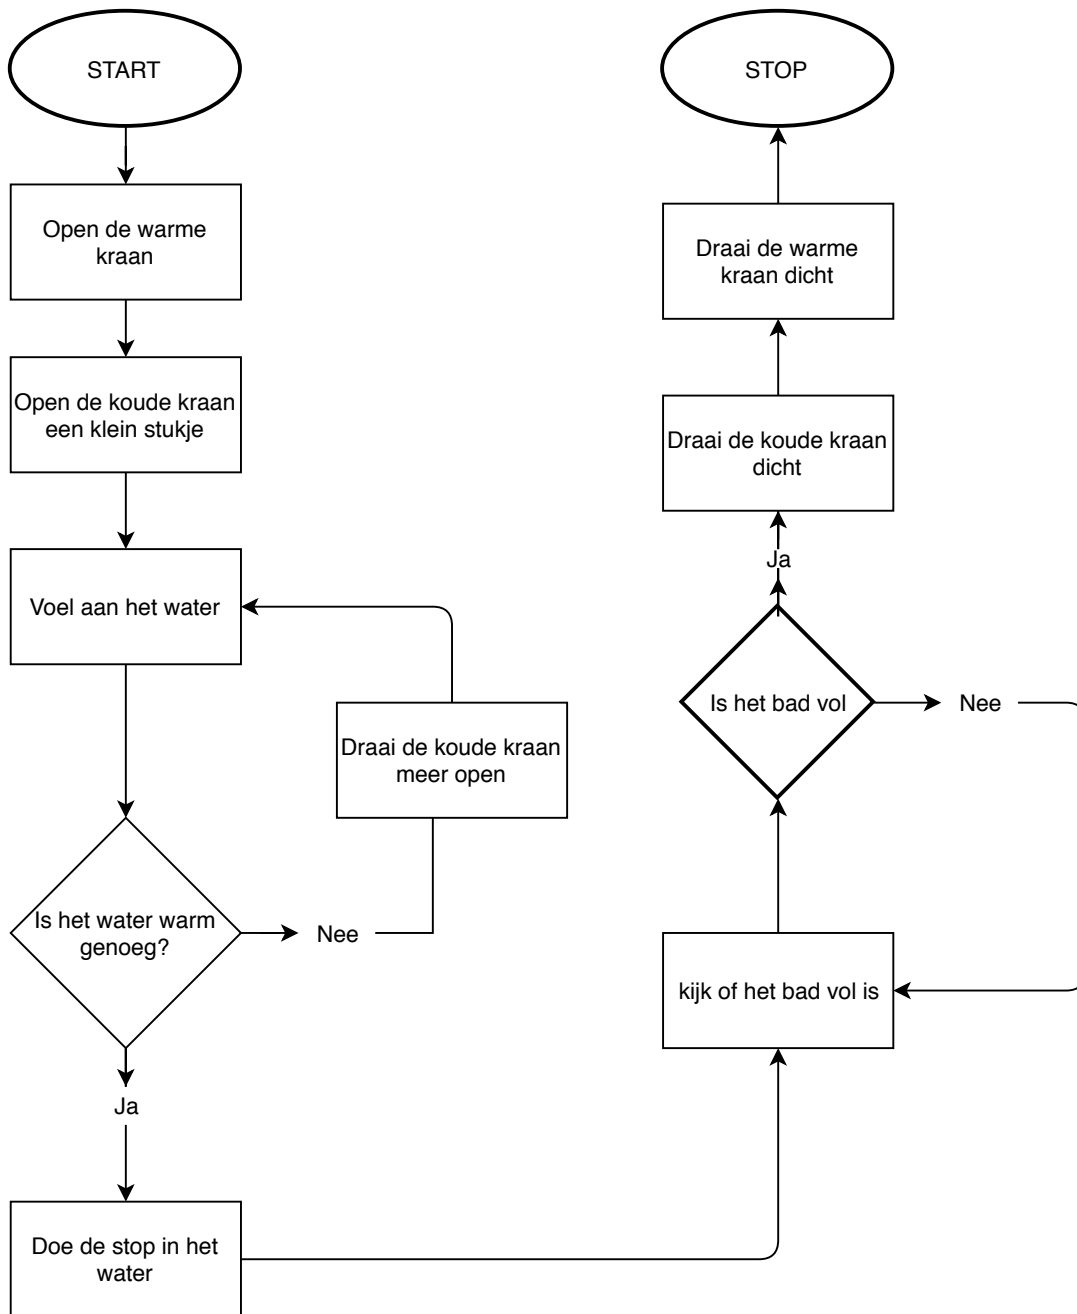 START
Open de warme
kraan
Open de koude kraan
een klein stukje
Voel aan het water
Draai de koude kraan
meer open
Is het water warm
genoeg?
Nee
Ja
Doe de stop in het
water
kijk of het bad vol is
Is het bad vol
Nee
Ja
Draai de koude kraan
dicht
Draai de warme
kraan dicht
STOP